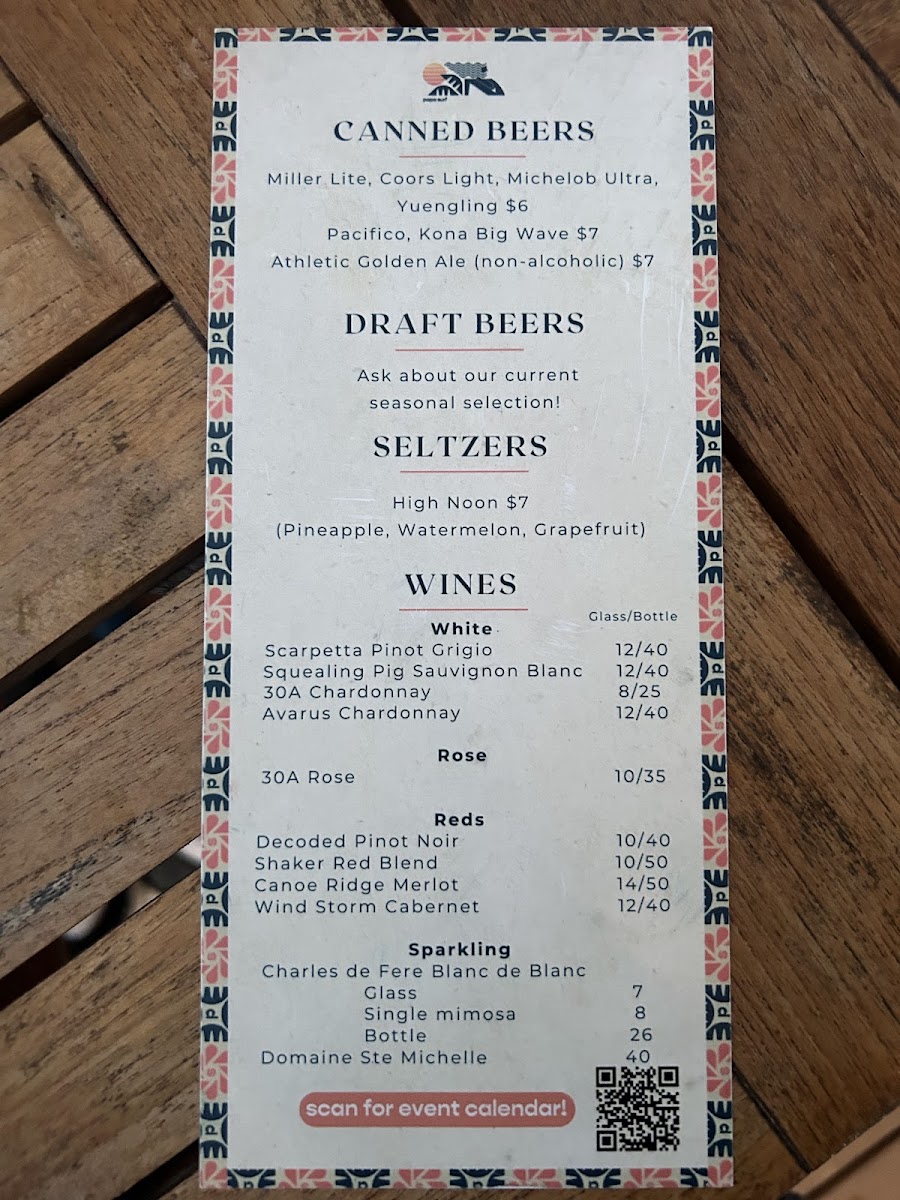 CANNED BEERS
Miller Lite, Coors Light, Michelob Ultra,
Yuengling $6
Pacifico, Kona Big Wave $7
Athletic Golden Ale (non-alcoholic) $7
DRAFT BEERS
Ask about our current
seasonal selection!
SELTZERS
High Noon $7
(Pineapple, Watermelon, Grapefruit)
WINES
Glass/Bottle
White
Scarpetta Pinot Grigio 12/40
Squealing Pig Sauvignon Blanc 12/40
30A Chardonnay 8/25
Avarus Chardonnay 12/40
Rose
30A Rose 10/35
Reds
Decoded Pinot Noir 10/40
Shaker Red Blend 10/50
Canoe Ridge Merlot 14/50
Wind Storm Cabernet 12/40
Sparkling
Charles de Fere Blanc de Blanc
Glass 7
Single mimosa 8
Bottle 26
Domaine Ste Michelle 40
scan for event calendar!